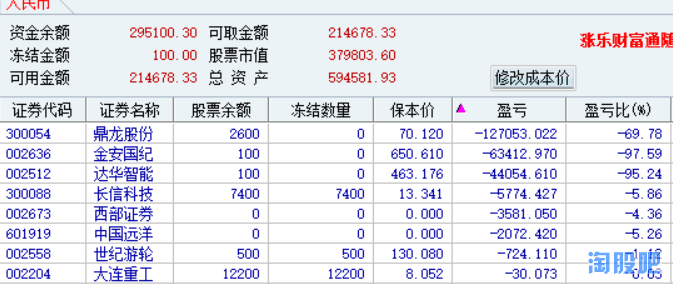 人民币
资金余额 295100.30 可取金额 214678.33
冻结金额 100.00 股票市值 379803.60
可用金额 214678.33 总 资 产 594581.93
涨乐财富通随
修改成本价
证券代码 证券名称 股票余额 冻结数量 保本价 盈亏 盈亏比(%)
300054 鼎龙股份 2600 0 70.120 -127053.022 -69.78
002636 金安国纪 100 0 650.610 -63412.970 -97.59
002512 达华智能 100 0 463.176 -44054.610 -95.24
300088 长信科技 7400 7400 13.341 -5774.427 -5.86
002673 西部证券 0 0 0.000 -3581.050 -4.36
601919 中国远洋 0 0 0.000 -2072.420 -5.26
002558 世纪游轮 500 500 130.080 -724.110
002204 大连重工 12200 12200 8.052 -30.073
淘股吧